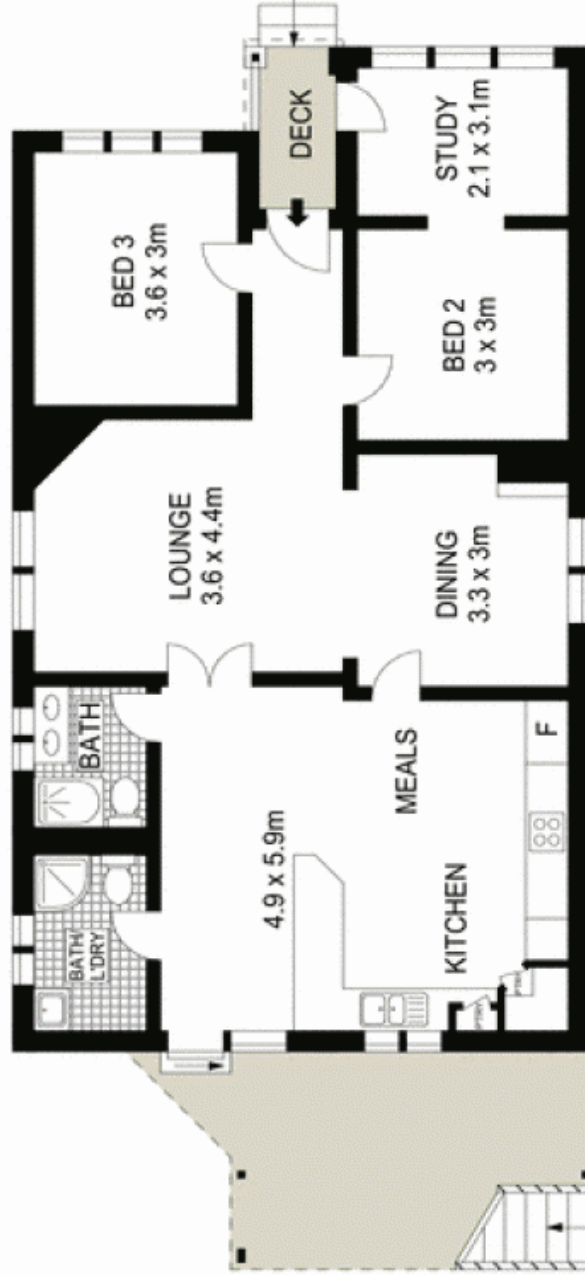 DECK
STUDY
2.1 x 3.1m
BED 3
3.6 x 3m
BED 2
3 x 3m
LOUNGE
3.6 x 4.4m
DINING
3.3 x 3m
BATH
MEALS
F
4.9 x 5.9m
KITCHEN
BATH/
L'DRY